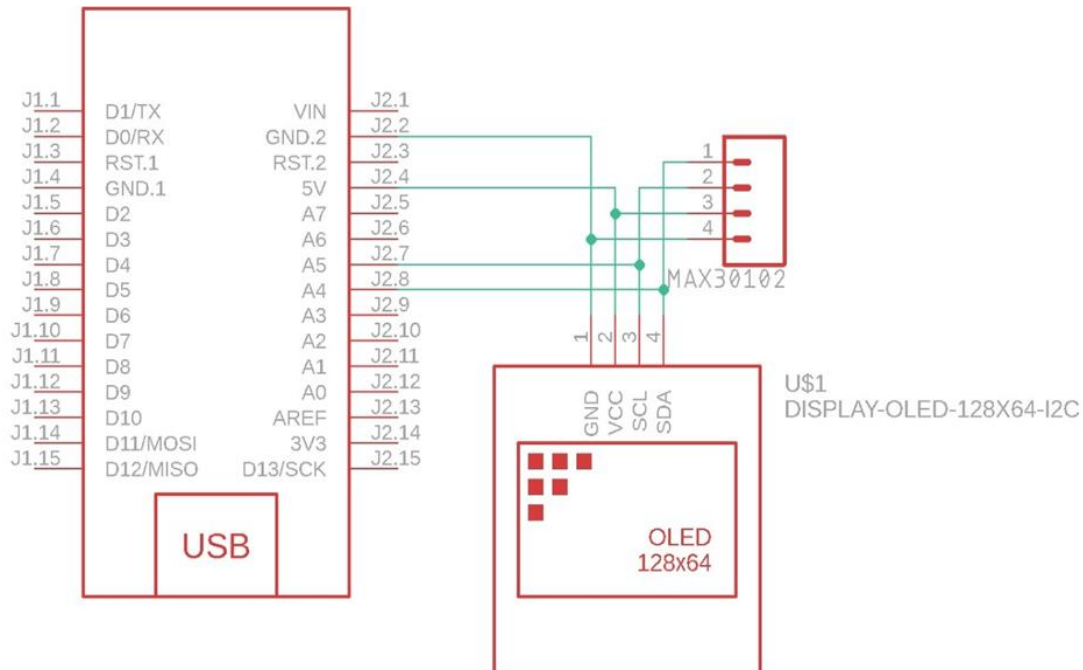 J1.1 D1/TX VIN J2.1
J1.2 D0/RX GND.2 J2.2
J1.3 RST.1 RST.2 J2.3
J1.4 GND.1 5V J2.4
J1.5 D2 A7 J2.5
J1.6 D3 A6 J2.6
J1.7 D4 A5 J2.7
J1.8 D5 A4 J2.8
J1.9 D6 A3 J2.9
J1.10 D7 A2 J2.10
J1.11 D8 A1 J2.11
J1.12 D9 A0 J2.12
J1.13 D10 AREF J2.13
J1.14 D11/MOSI 3V3 J2.14
J1.15 D12/MISO D13/SCK J2.15
USB
1
2
3
4
MAX30102
1 2 3 4
GND VCC SCL SDA
U$1
DISPLAY-OLED-128X64-I2C
OLED
128x64